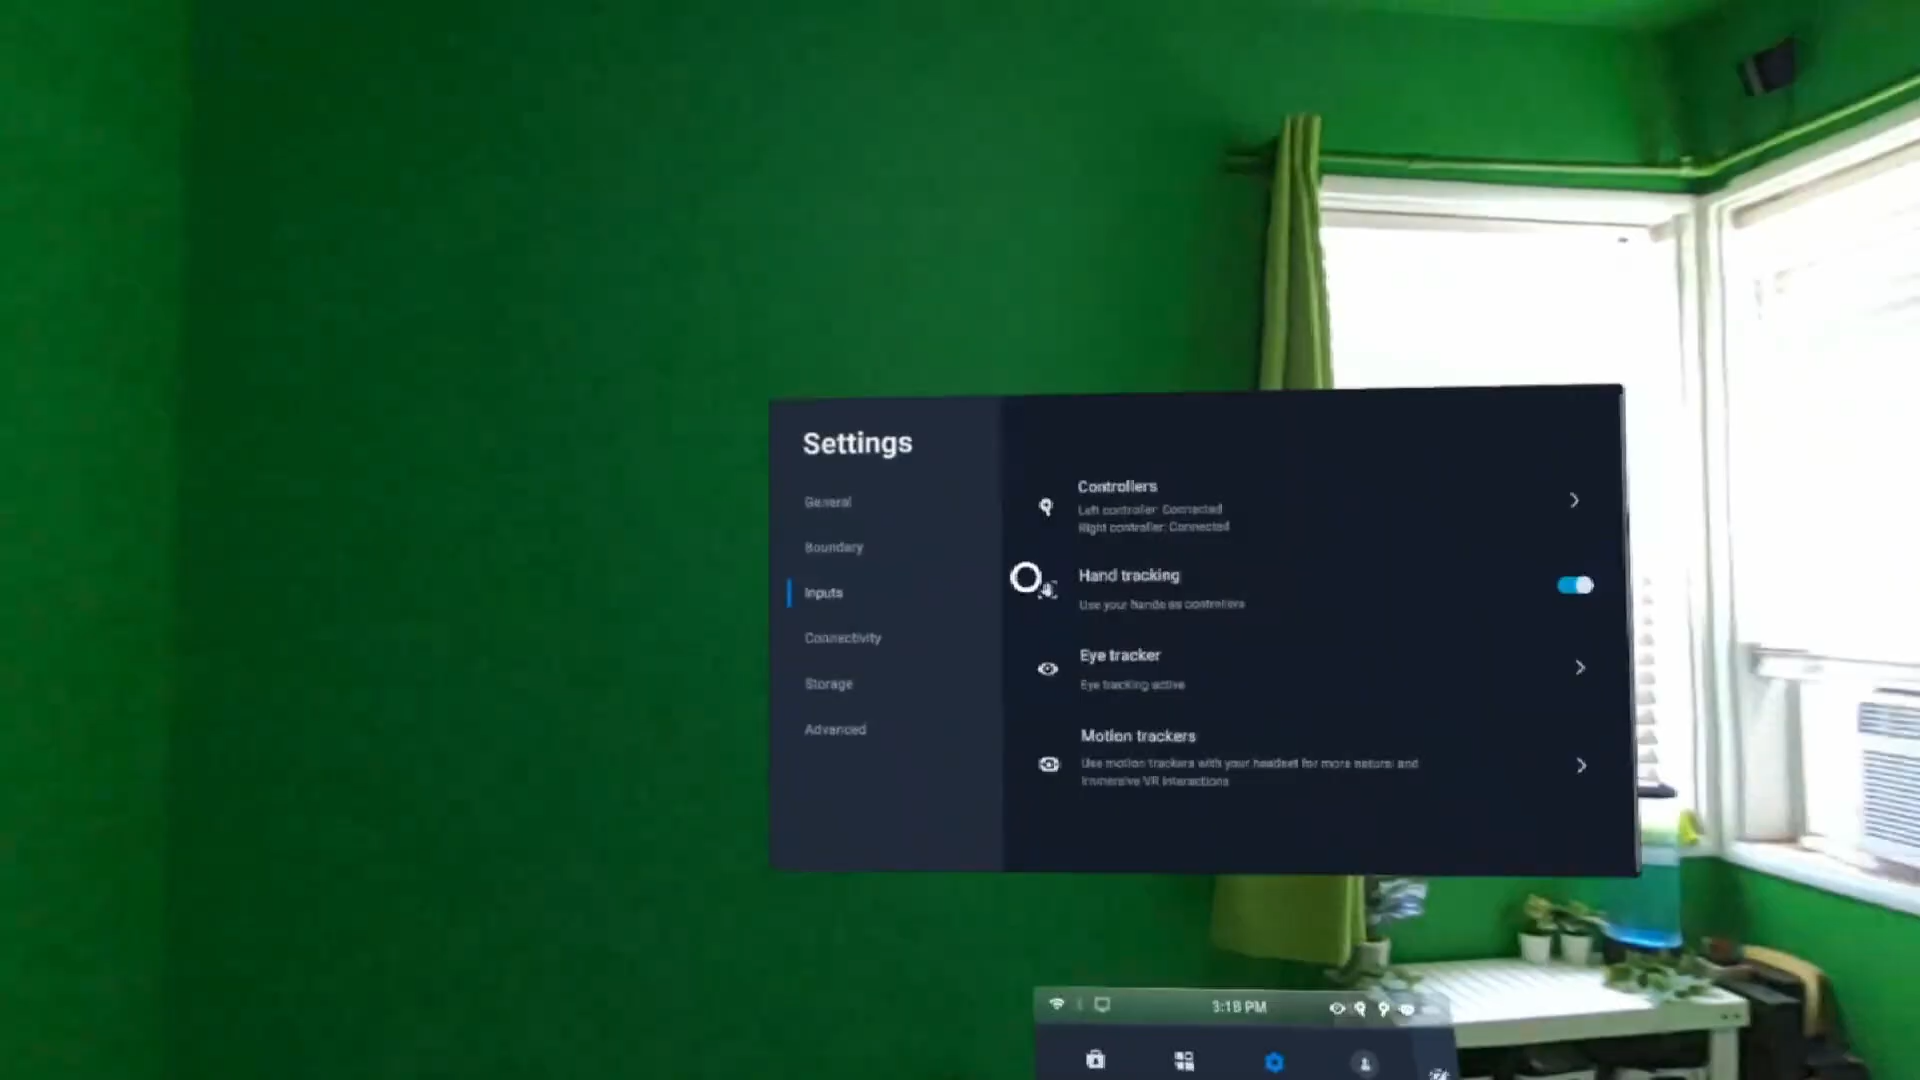 Settings
General
Boundary
Inputs
Connectivity
Storage
Advanced
Controllers
Left controller: Connected
Right controller: Connected
Hand tracking
Use your hands as controllers
Eye tracker
Eye tracking active
Motion trackers
Use motion trackers with your headset for more natural and
immersive VR interactions
3:18 PM